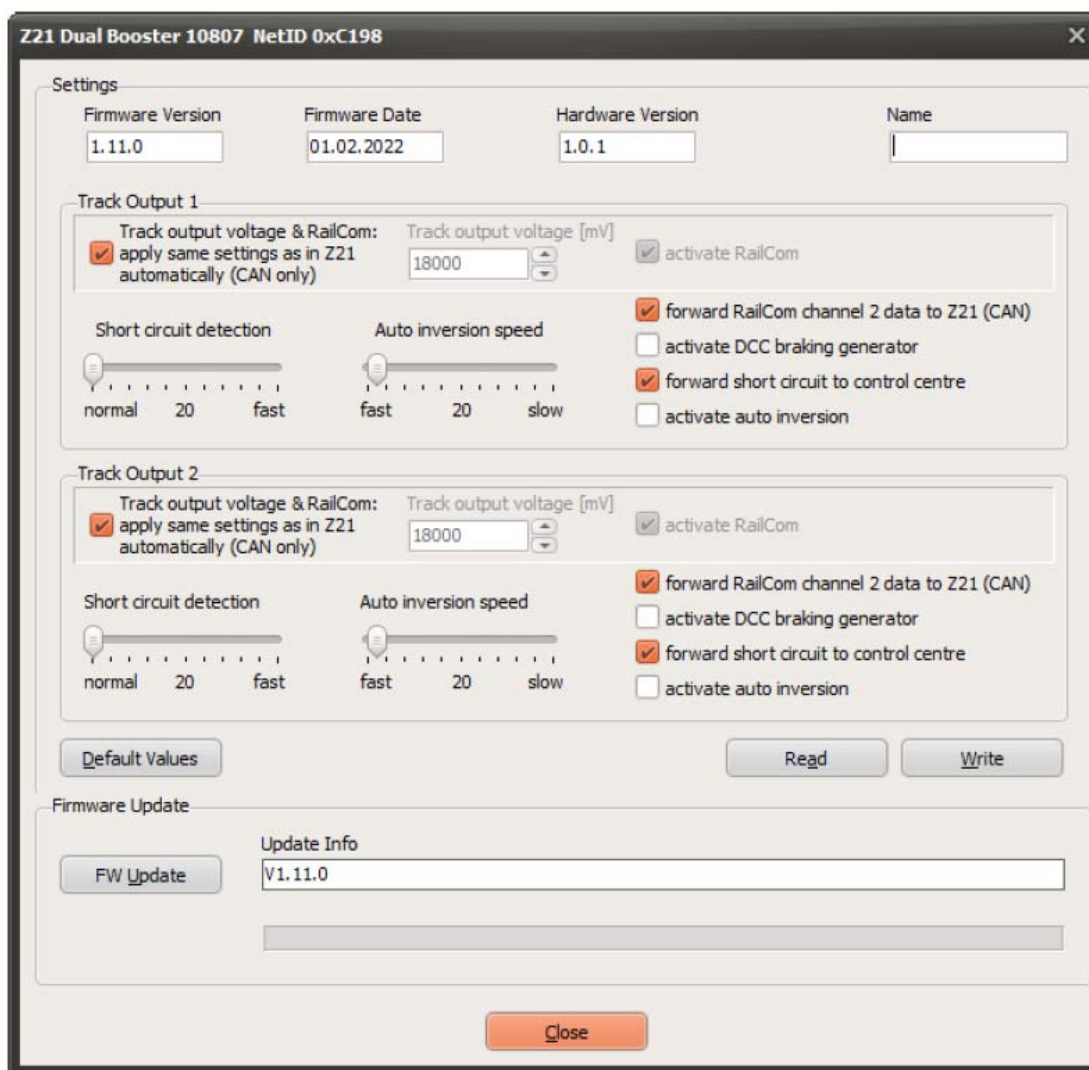 Z21 Dual Booster 10807 NetID 0xC198
Settings
Firmware Version Firmware Date Hardware Version Name
1.11.0 01.02.2022 1.0.1
Track Output 1
Track output voltage & RailCom:
apply same settings as in Z21
automatically (CAN only)
Track output voltage [mV]
18000
activate RailCom
Short circuit detection
normal 20 fast
Auto inversion speed
fast 20 slow
forward RailCom channel 2 data to Z21 (CAN)
activate DCC braking generator
forward short circuit to control centre
activate auto inversion
Track Output 2
Track output voltage & RailCom:
apply same settings as in Z21
automatically (CAN only)
Track output voltage [mV]
18000
activate RailCom
Short circuit detection
normal 20 fast
Auto inversion speed
fast 20 slow
forward RailCom channel 2 data to Z21 (CAN)
activate DCC braking generator
forward short circuit to control centre
activate auto inversion
Default Values Read Write
Firmware Update
Update Info
FW Update V1.11.0
Close